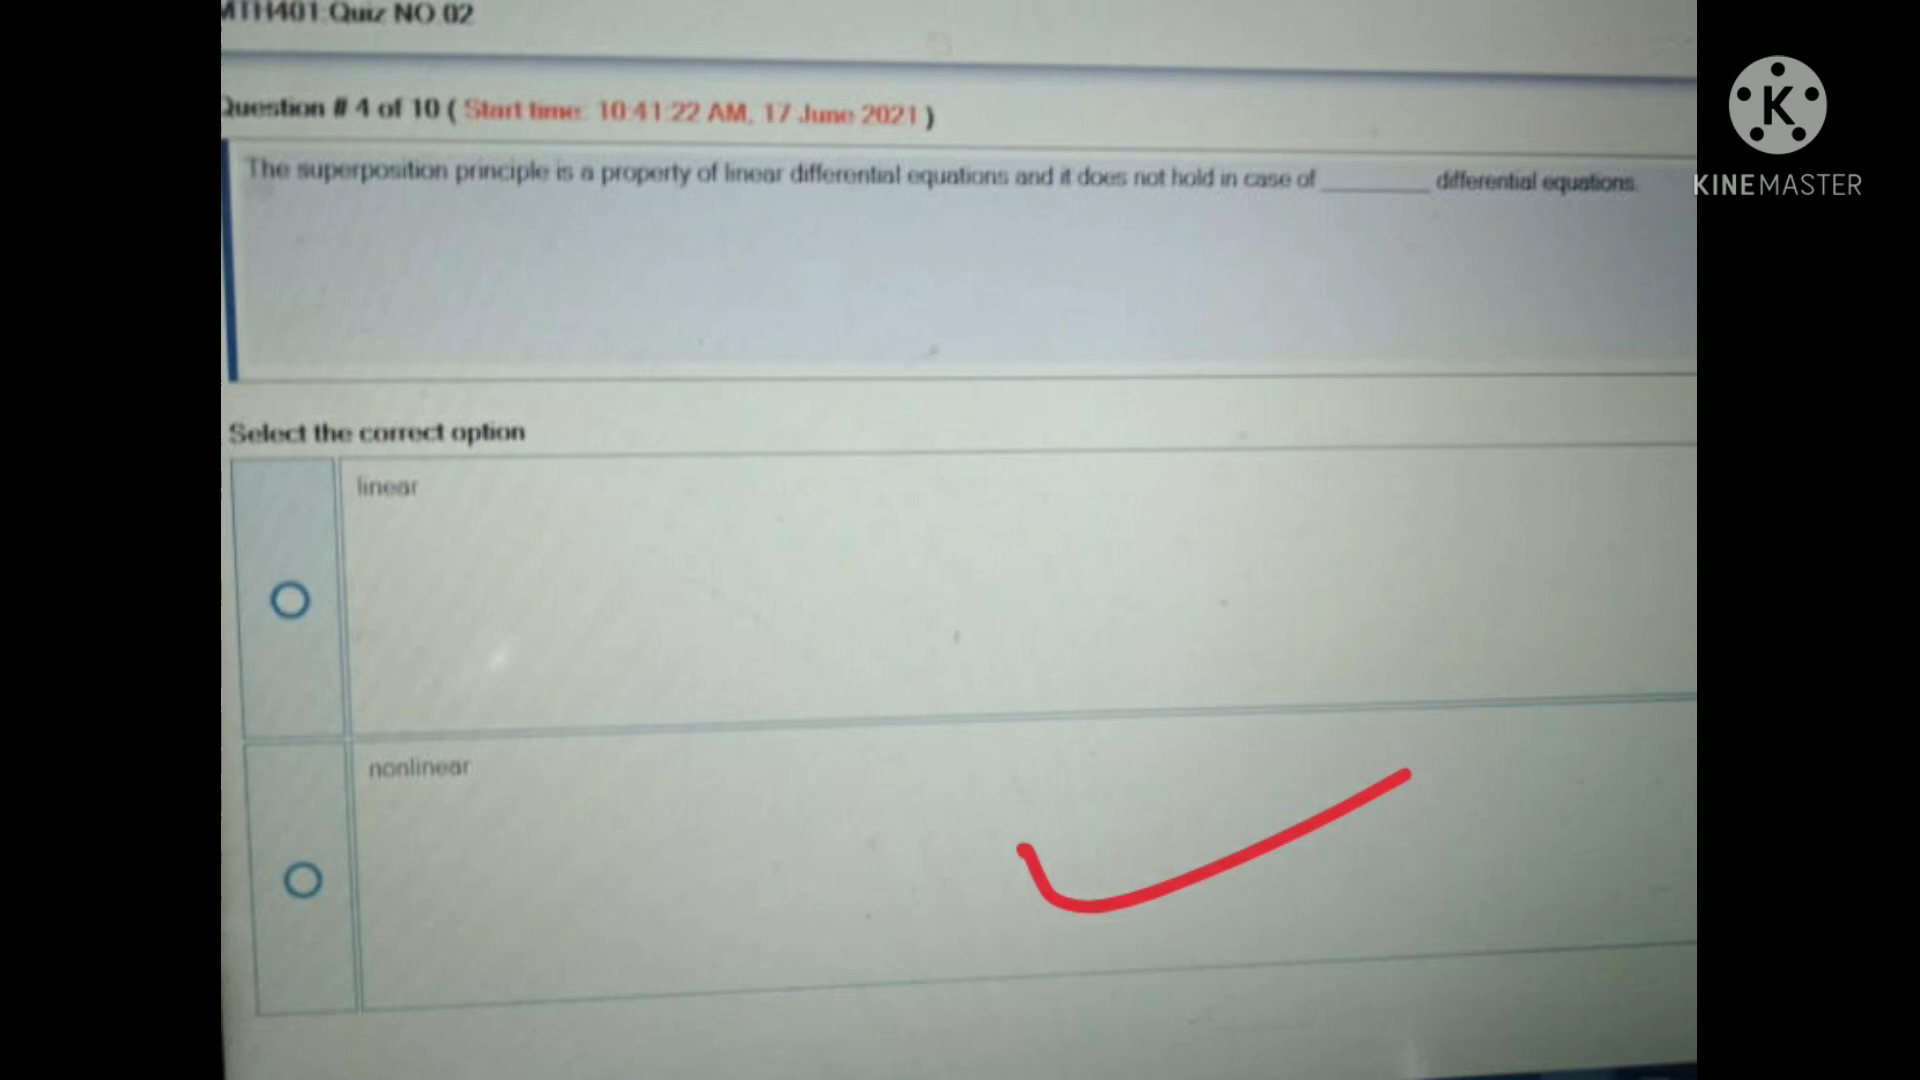 MTH401 Quiz NO 02
Question # 4 of 10 ( Start time: 10:41:22 AM, 17 June 2021 )
The superposition principle is a property of linear differential equations and it does not hold in case of ________ differential equations.
Select the correct option
linear
nonlinear
K
KINEMASTER